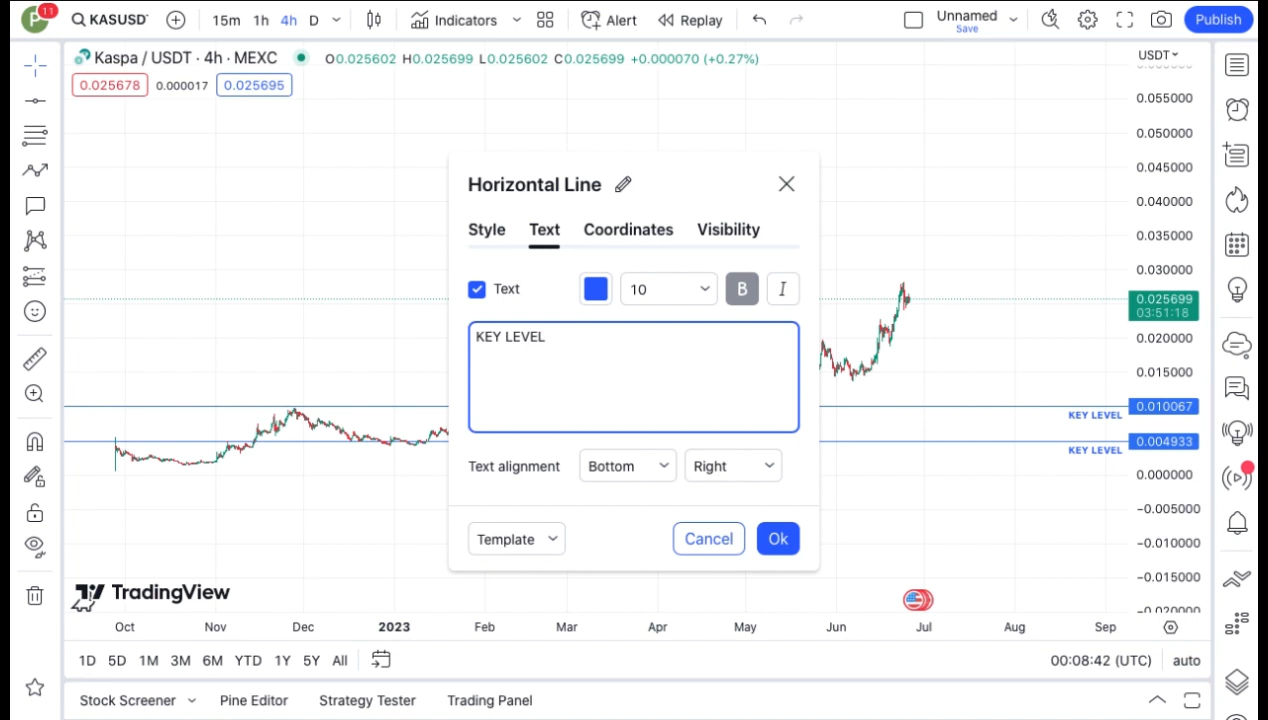 P 11 KASUSD 15m 1h 4h D Indicators Alert Replay Unnamed Save Publish
Kaspa / USDT · 4h · MEXC O0.025602 H0.025699 L0.025602 C0.025699 +0.000070 (+0.27%) USDT
0.025678 0.000017 0.025695
0.055000
0.050000
0.045000
0.040000
0.035000
0.030000
0.025699
03:51:18
0.020000
0.015000
0.010067
0.004933
0.000000
−0.005000
−0.010000
−0.015000
−0.020000
Horizontal Line
Style Text Coordinates Visibility
Text 10 B I
KEY LEVEL
KEY LEVEL
KEY LEVEL
Text alignment Bottom Right
Template Cancel Ok
TradingView
Oct Nov Dec 2023 Feb Mar Apr May Jun Jul Aug Sep
1D 5D 1M 3M 6M YTD 1Y 5Y All 00:08:42 (UTC) auto
Stock Screener Pine Editor Strategy Tester Trading Panel